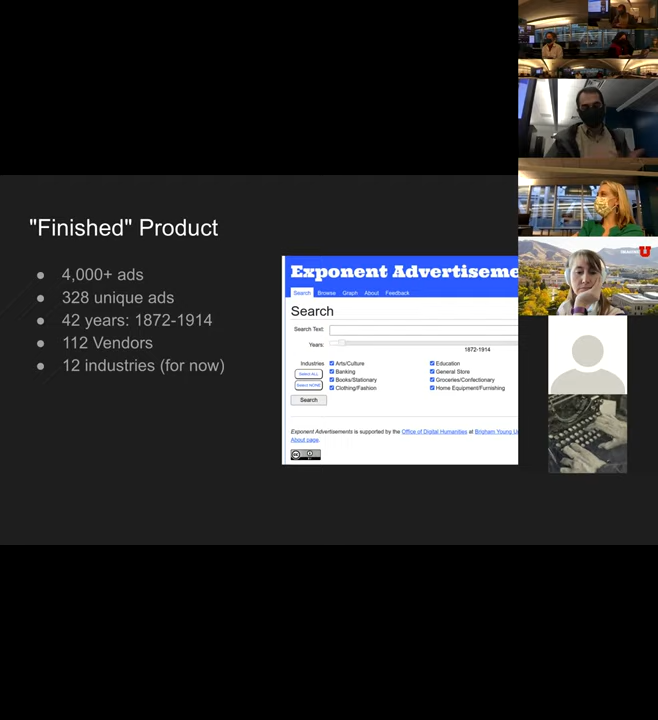 "Finished" Product
4,000+ ads
328 unique ads
42 years: 1872-1914
112 Vendors
12 industries (for now)
Exponent Advertiseme
Search Browse Graph About Feedback
Search
Search Text:
Years:
1872-1914
Industries
Select ALL
Select NONE
Arts/Culture
Banking
Books/Stationary
Clothing/Fashion
Education
General Store
Groceries/Confectionary
Home Equipment/Furnishing
Search
Exponent Advertisements is supported by the Office of Digital Humanities at Brigham Young U
About page.
U